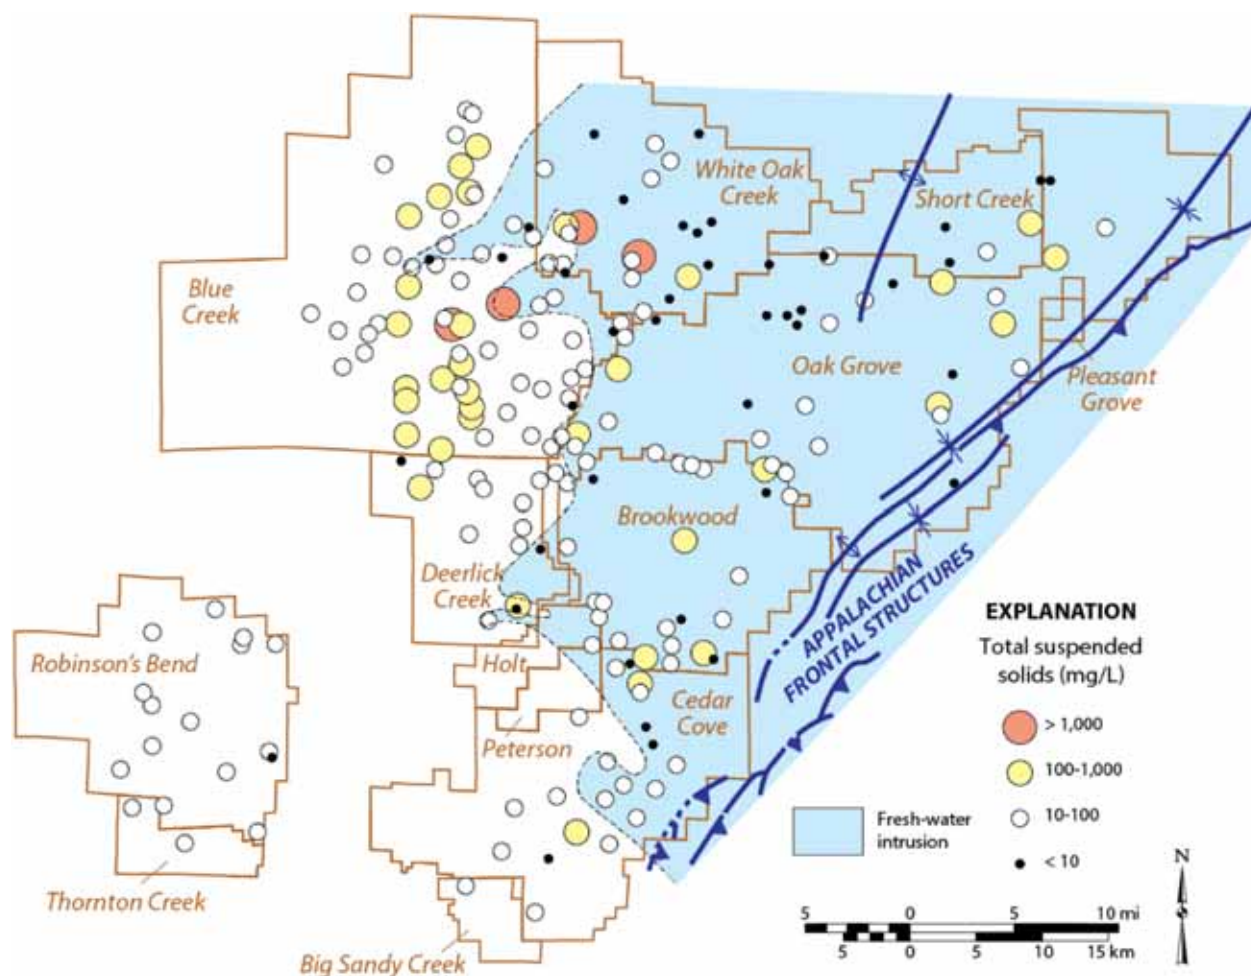 White Oak
Creek
Short Creek
Blue
Creek
Oak Grove
Pleasant
Grove
Brookwood
Deerlick
Creek
APPALACHIAN
FRONTAL STRUCTURES
Robinson's Bend
Holt
Cedar
Cove
Peterson
Thornton Creek
Big Sandy Creek
EXPLANATION
Total suspended
solids (mg/L)
> 1,000
100-1,000
10-100
< 10
Fresh-water
intrusion
N
5 0 5 10 mi
5 0 5 10 15 km